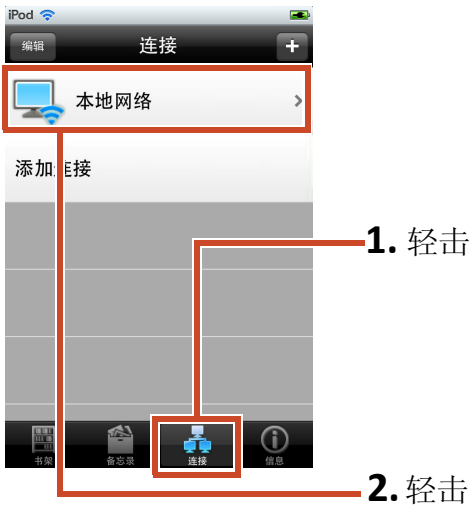 iPod
编辑 连接 +
本地网络
添加连接
1. 轻击
书架 备忘录 连接 信息
2. 轻击